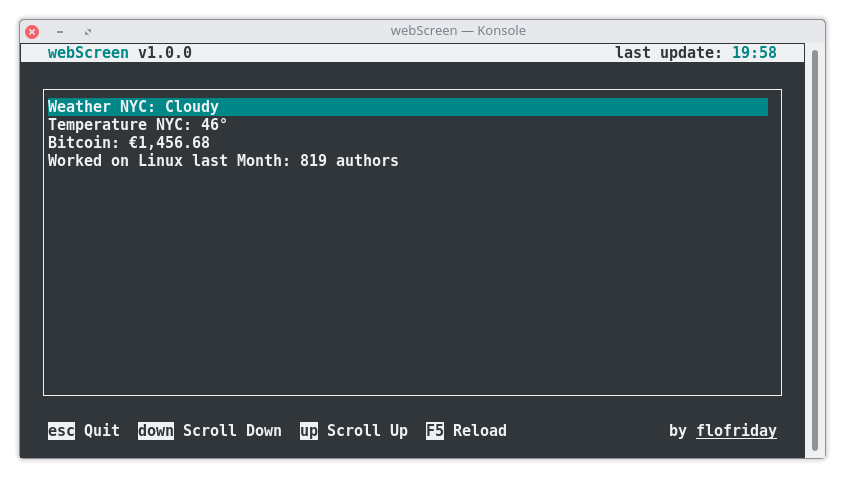 webScreen — Konsole
webScreen v1.0.0 last update: 19:58
Weather NYC: Cloudy
Temperature NYC: 46°
Bitcoin: €1,456.68
Worked on Linux last Month: 819 authors
esc Quit down Scroll Down up Scroll Up F5 Reload by flofriday